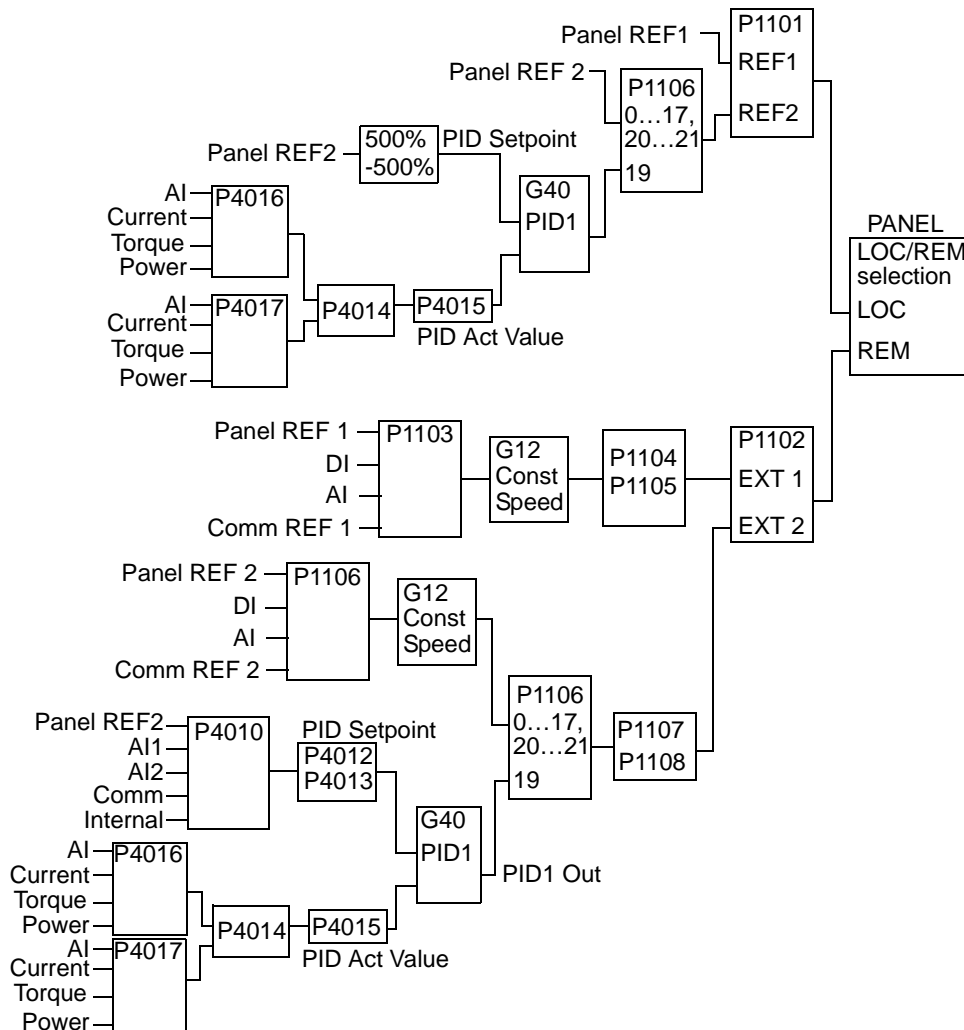 P1101
Panel REF1
REF1
Panel REF 2
P1106
0…17,
20…21
19
REF2
500%
-500%
PID Setpoint
Panel REF2
G40
PID1
AI
Current
Torque
Power
P4016
PANEL
LOC/REM
selection
LOC
REM
AI
Current
Torque
Power
P4017
P4014
P4015
PID Act Value
Panel REF 1
DI
AI
Comm REF 1
P1103
G12
Const
Speed
P1104
P1105
P1102
EXT 1
EXT 2
Panel REF 2
DI
AI
Comm REF 2
P1106
G12
Const
Speed
P1106
0…17,
20…21
19
P1107
P1108
Panel REF2
AI1
AI2
Comm
Internal
P4010
PID Setpoint
P4012
P4013
G40
PID1
PID1 Out
AI
Current
Torque
Power
P4016
P4014
P4015
PID Act Value
AI
Current
Torque
Power
P4017